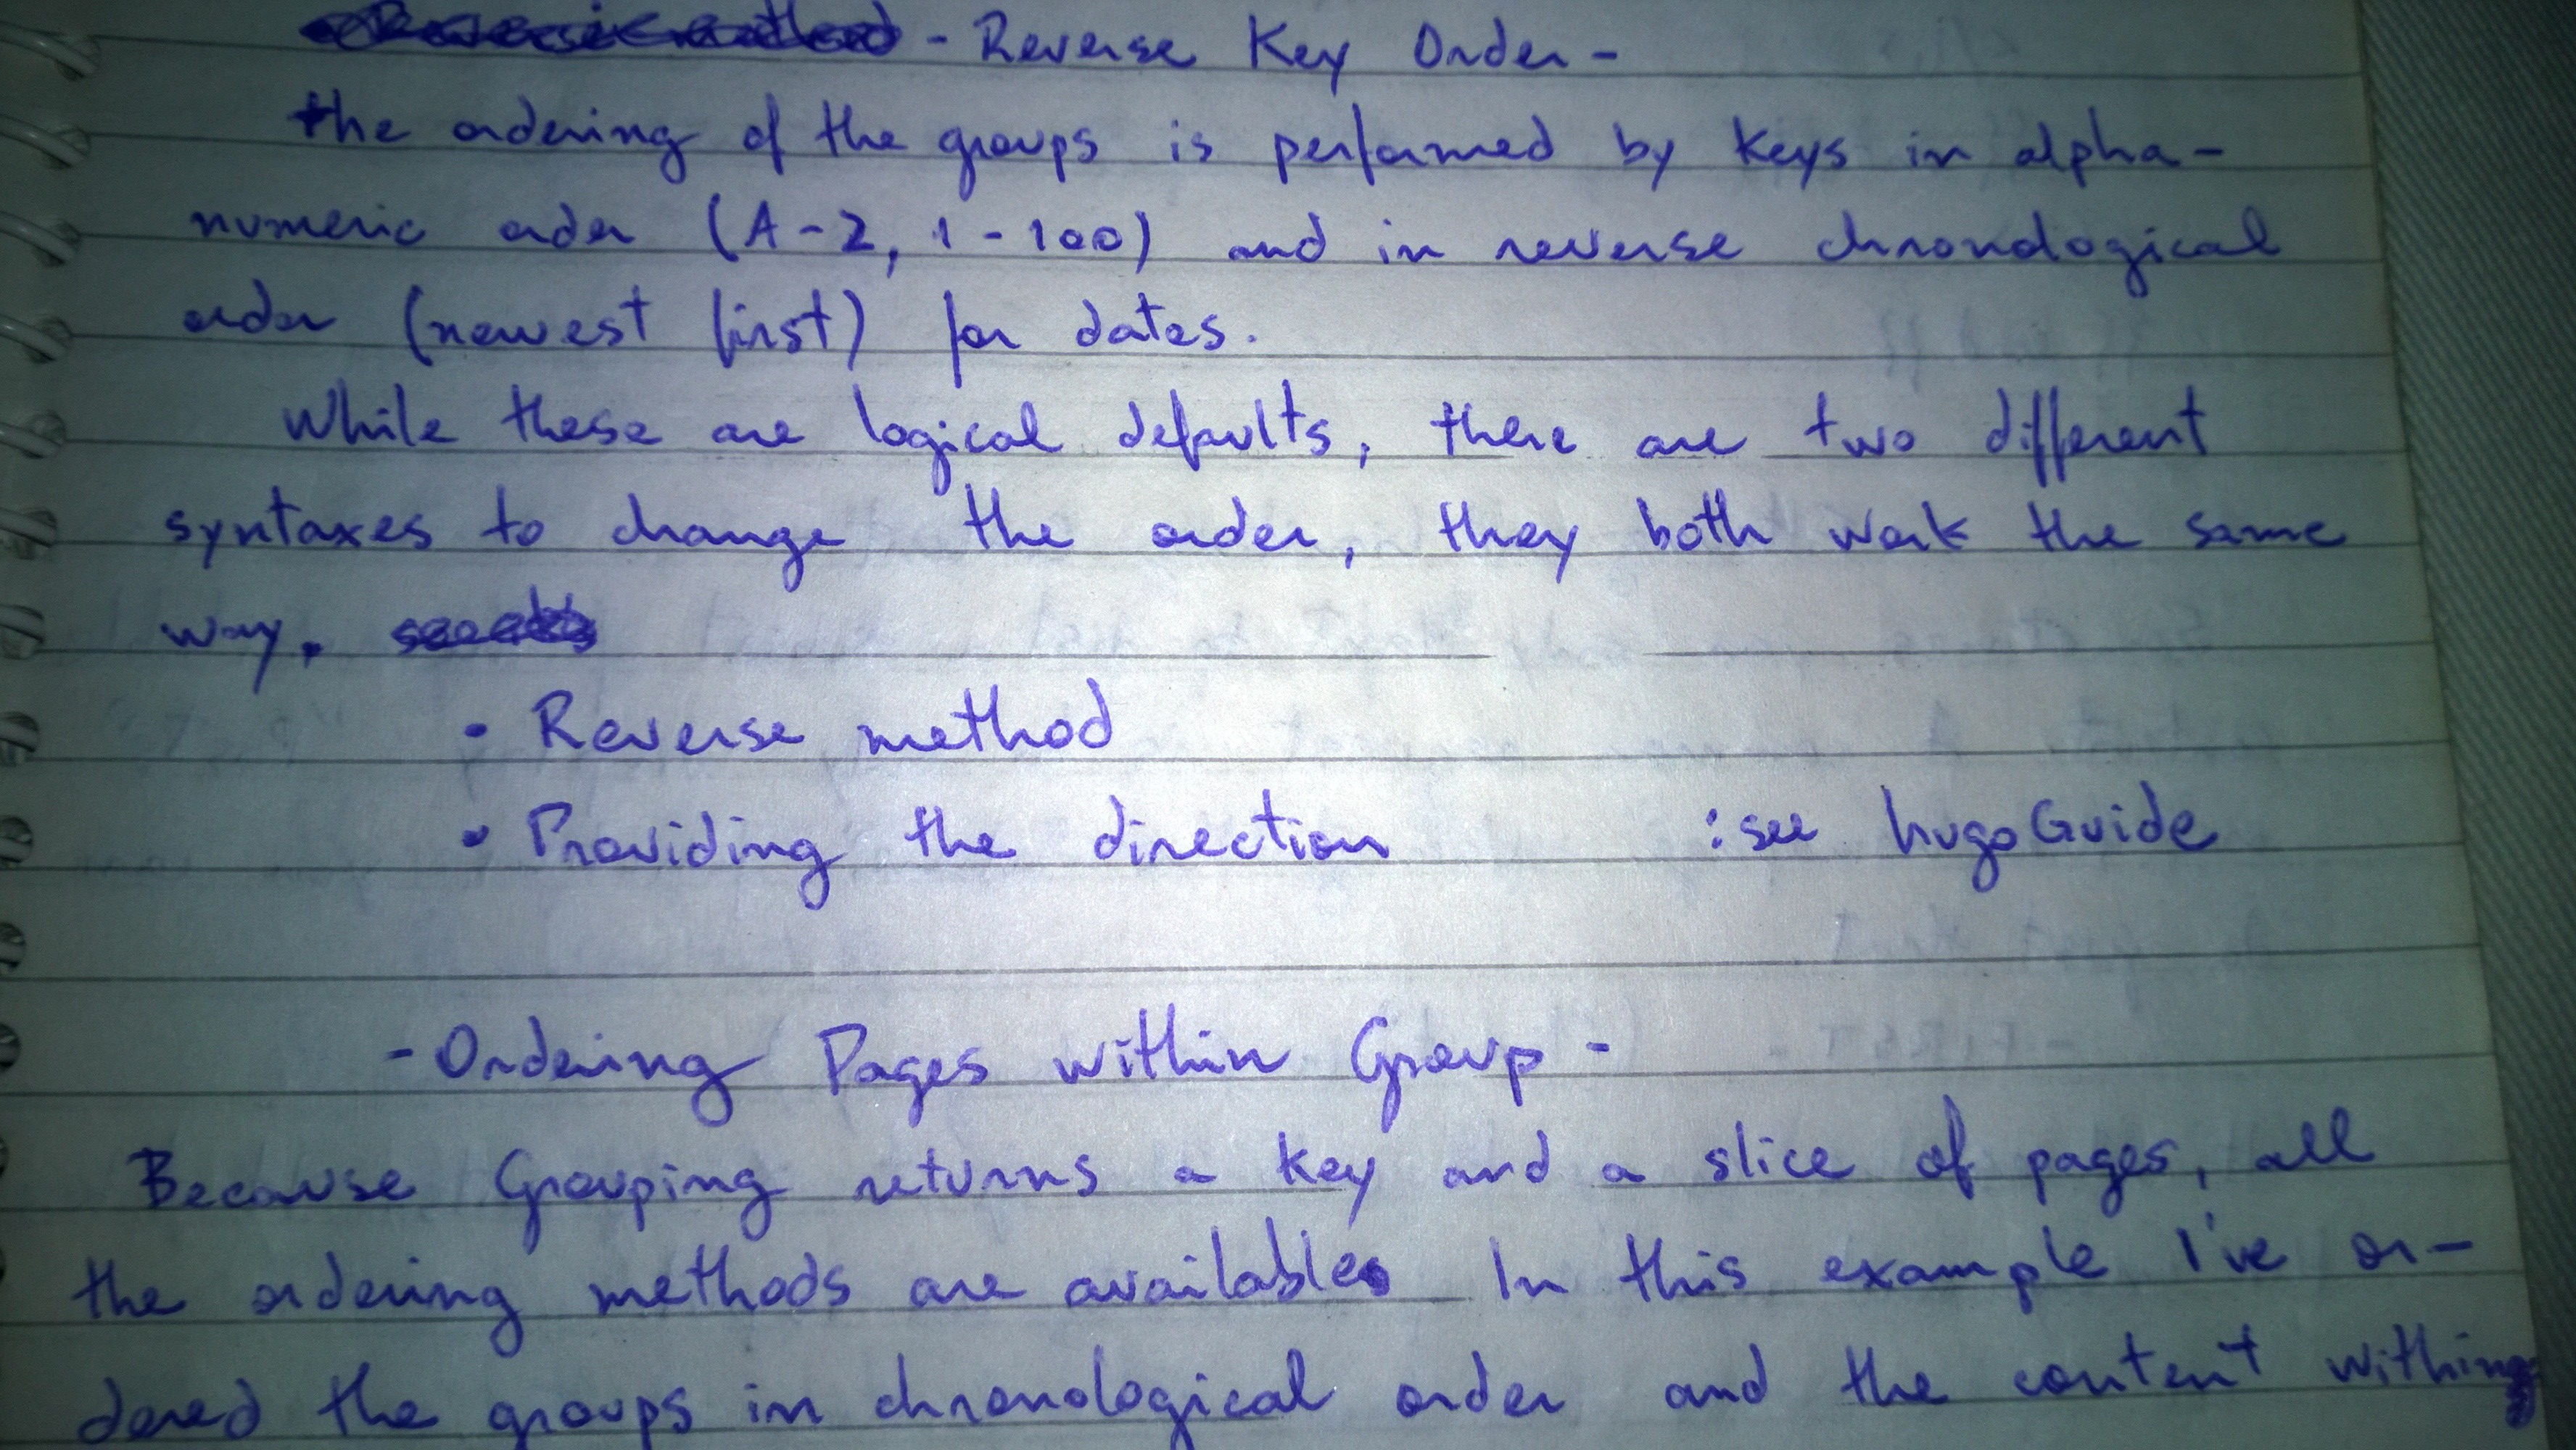 - Reverse Key Order -
the ordering of the groups is performed by keys in alpha-
numeric order (A-Z, 1-100) and in reverse chronological
order (newest first) for dates.
While these are logical defaults, there are two different
syntaxes to change the order, they both work the same
way.
• Reverse method
• Providing the direction :see hugoGuide
- Ordering Pages within Group -
Because Grouping returns a key and a slice of pages, all
the ordering methods are available. In this example I've or-
dered the groups in chronological order and the content within